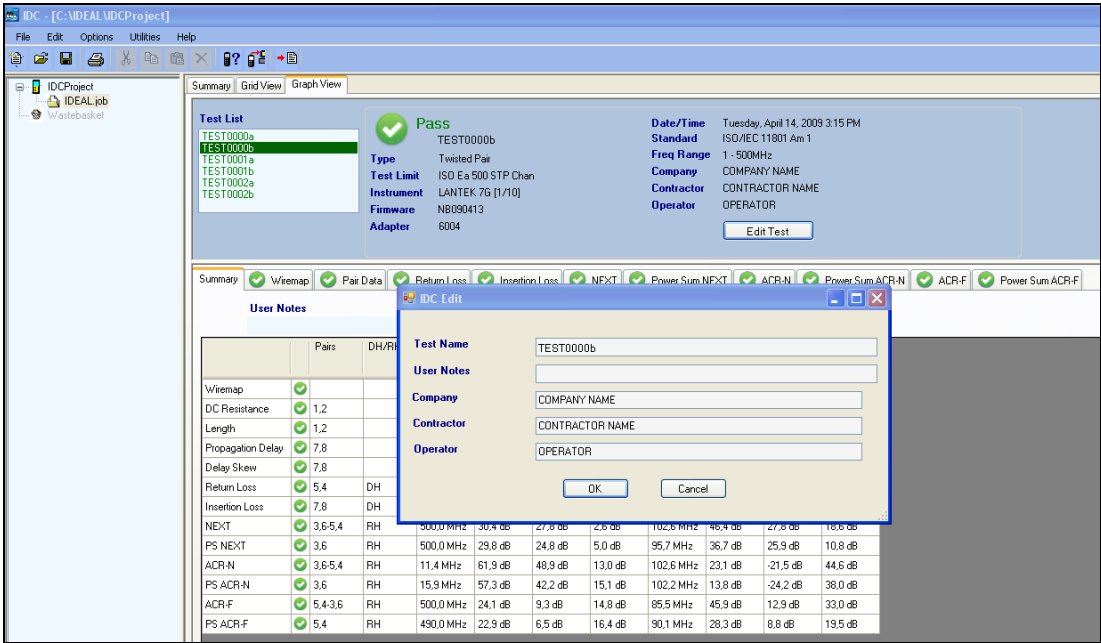 IDC - [C:\IDEAL\IDCProject]
File Edit Options Utilities Help
IDCProject
IDEAL.job
Wastebasket
Summary Grid View Graph View
Test List
TEST0000a
TEST0000b
TEST0001a
TEST0001b
TEST0002a
TEST0002b
Pass
TEST0000b
Type Twisted Pair
Test Limit ISO Ea 500 STP Chan
Instrument LANTEK 7G [1/10]
Firmware NB090413
Adapter 6004
Date/Time Tuesday, April 14, 2009 3:15 PM
Standard ISO/IEC 11801 Am 1
Freq Range 1 - 500MHz
Company COMPANY NAME
Contractor CONTRACTOR NAME
Operator OPERATOR
Edit Test
Summary Wiremap Pair Data Return Loss Insertion Loss NEXT Power Sum NEXT ACR-N Power Sum ACR-N ACR-F Power Sum ACR-F
User Notes
IDC Edit
Test Name TEST0000b
User Notes
Company COMPANY NAME
Contractor CONTRACTOR NAME
Operator OPERATOR
OK Cancel
Pairs
Wiremap
DC Resistance 1,2
Length 1,2
Propagation Delay 7,8
Delay Skew 7,8
Return Loss 5,4 DH
Insertion Loss 7,8 DH
NEXT 3,6-5,4 RH 500,0 MHz 30,4 dB 27,8 dB 2,6 dB 102,6 MHz 46,4 dB 27,8 dB 18,6 dB
PS NEXT 3,6 RH 500,0 MHz 29,8 dB 24,8 dB 5,0 dB 95,7 MHz 36,7 dB 25,9 dB 10,8 dB
ACR-N 3,6-5,4 RH 11,4 MHz 61,9 dB 48,9 dB 13,0 dB 102,6 MHz 23,1 dB -21,5 dB 44,6 dB
PS ACR-N 3,6 RH 15,9 MHz 57,3 dB 42,2 dB 15,1 dB 102,2 MHz 13,8 dB -24,2 dB 38,0 dB
ACR-F 5,4-3,6 RH 500,0 MHz 24,1 dB 9,3 dB 14,8 dB 85,5 MHz 45,9 dB 12,9 dB 33,0 dB
PS ACR-F 5,4 RH 490,0 MHz 22,9 dB 6,5 dB 16,4 dB 90,1 MHz 28,3 dB 8,8 dB 19,5 dB